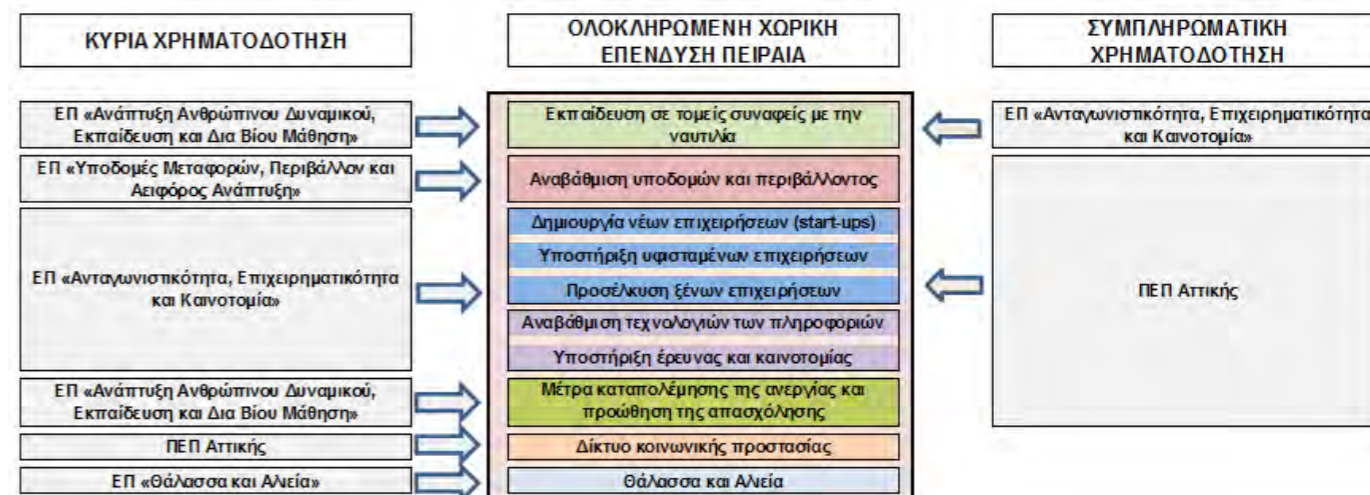 ΚΥΡΙΑ ΧΡΗΜΑΤΟΔΟΤΗΣΗ
ΟΛΟΚΛΗΡΩΜΕΝΗ ΧΩΡΙΚΗ
ΕΠΕΝΔΥΣΗ ΠΕΙΡΑΙΑ
ΣΥΜΠΛΗΡΩΜΑΤΙΚΗ
ΧΡΗΜΑΤΟΔΟΤΗΣΗ
ΕΠ «Ανάπτυξη Ανθρώπινου Δυναμικού,
Εκπαίδευση και Δια Βίου Μάθηση»
Εκπαίδευση σε τομείς συναφείς με την
ναυτιλία
ΕΠ «Ανταγωνιστικότητα, Επιχειρηματικότητα
και Καινοτομία»
ΕΠ «Υποδομές Μεταφορών, Περιβάλλον και
Αειφόρος Ανάπτυξη»
Αναβάθμιση υποδομών και περιβάλλοντος
ΕΠ «Ανταγωνιστικότητα, Επιχειρηματικότητα
και Καινοτομία»
Δημιουργία νέων επιχειρήσεων (start-ups)
Υποστήριξη υφισταμένων επιχειρήσεων
Προσέλκυση ξένων επιχειρήσεων
Αναβάθμιση τεχνολογιών των πληροφοριών
Υποστήριξη έρευνας και καινοτομίας
ΠΕΠ Αττικής
ΕΠ «Ανάπτυξη Ανθρώπινου Δυναμικού,
Εκπαίδευση και Δια Βίου Μάθηση»
Μέτρα καταπολέμησης της ανεργίας και
προώθηση της απασχόλησης
ΠΕΠ Αττικής
Δίκτυο κοινωνικής προστασίας
ΕΠ «Θάλασσα και Αλιεία»
Θάλασσα και Αλιεία